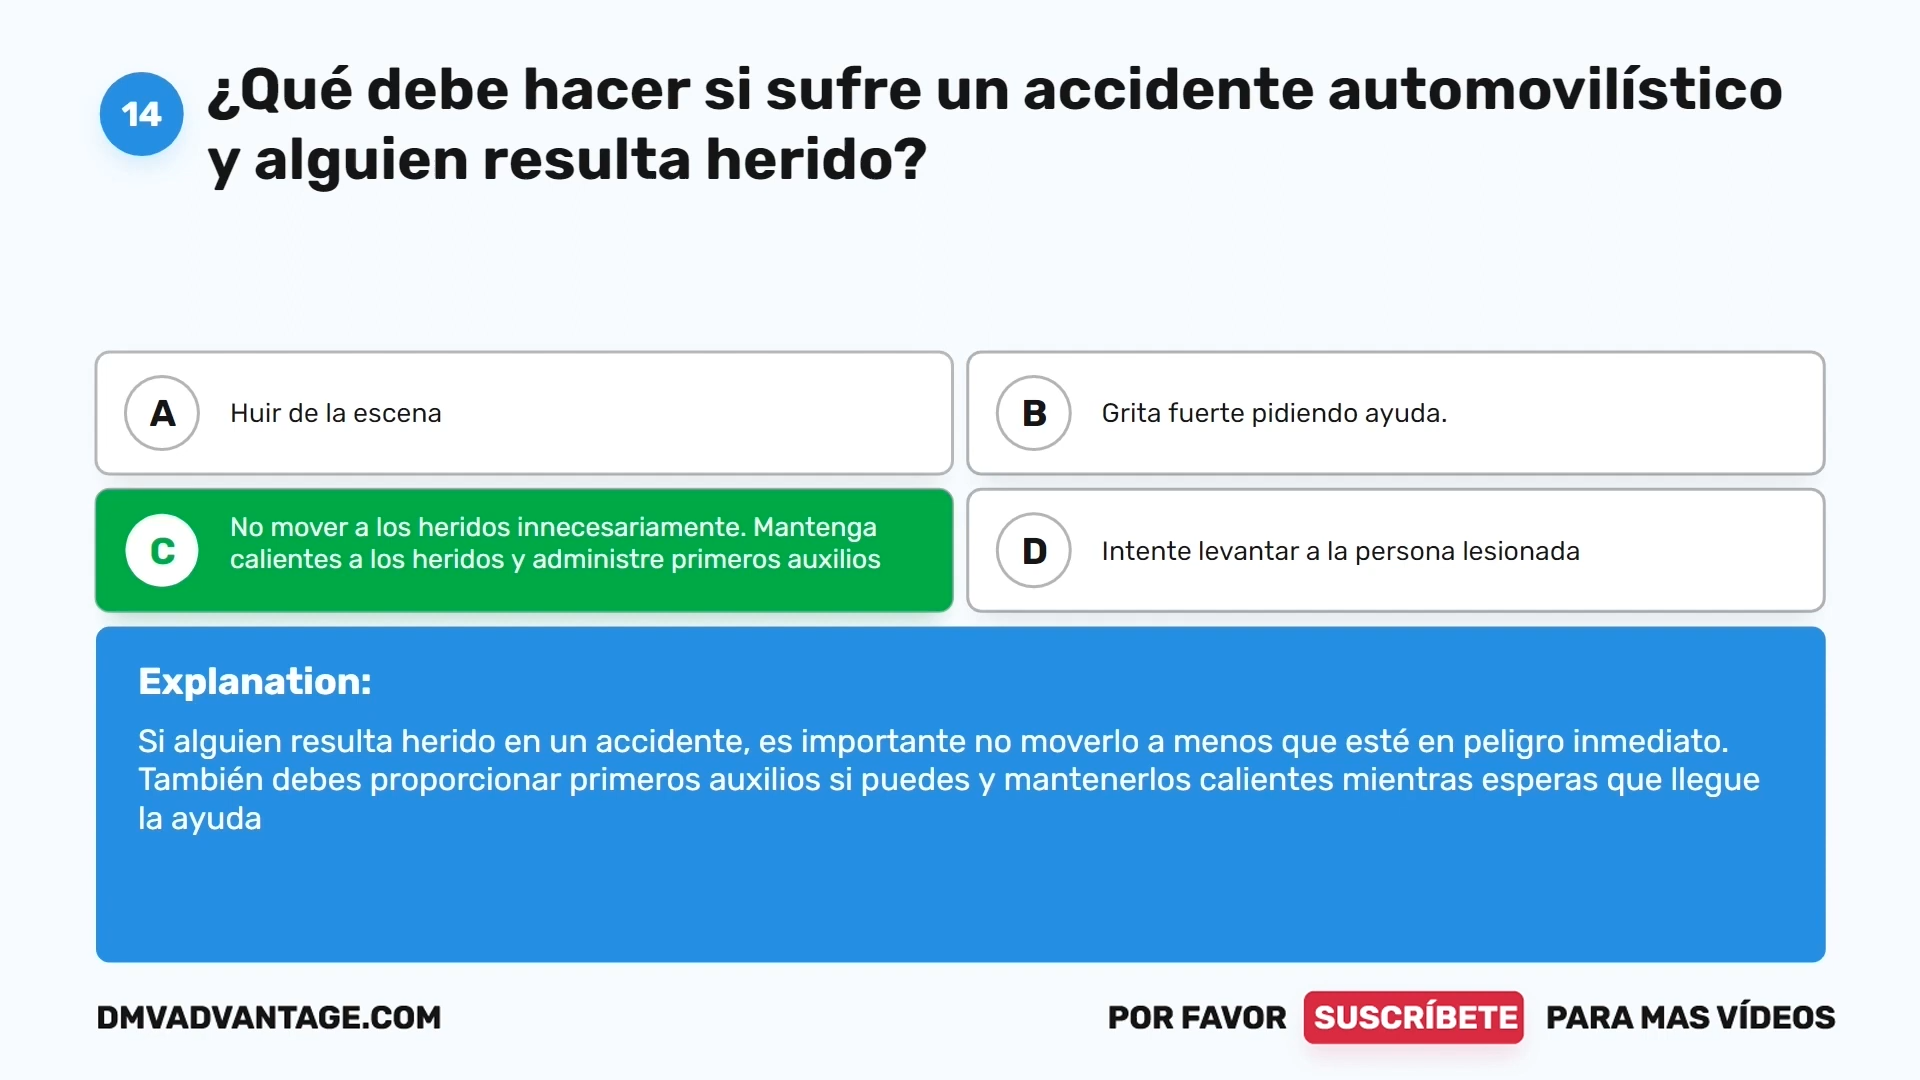 14
¿Qué debe hacer si sufre un accidente automovilístico
y alguien resulta herido?
A
Huir de la escena
B
Grita fuerte pidiendo ayuda.
C
No mover a los heridos innecesariamente. Mantenga
calientes a los heridos y administre primeros auxilios
D
Intente levantar a la persona lesionada
Explanation:
Si alguien resulta herido en un accidente, es importante no moverlo a menos que esté en peligro inmediato.
También debes proporcionar primeros auxilios si puedes y mantenerlos calientes mientras esperas que llegue
la ayuda
DMVADVANTAGE.COM
POR FAVOR SUSCRÍBETE PARA MAS VÍDEOS